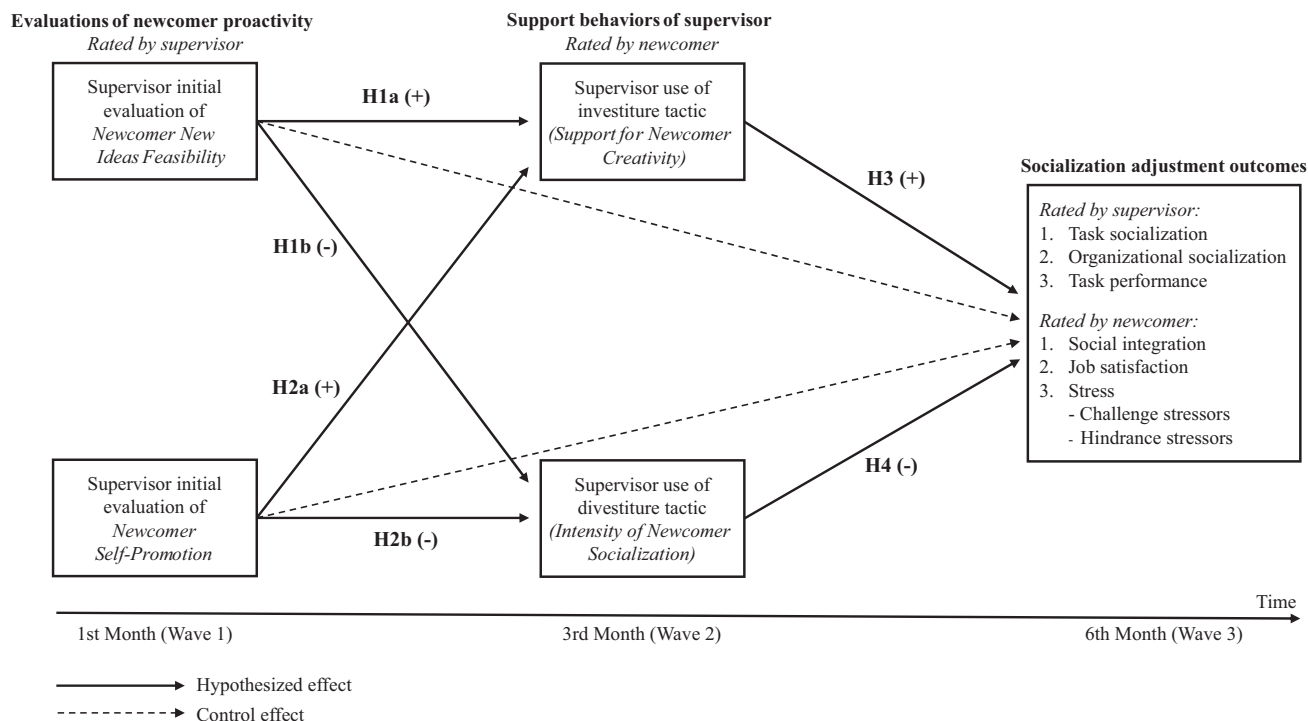 Evaluations of newcomer proactivity
Rated by supervisor
Supervisor initial
evaluation of
Newcomer New
Ideas Feasibility
Supervisor initial
evaluation of
Newcomer
Self-Promotion
H1a (+)
H1b (-)
H2a (+)
H2b (-)
Support behaviors of supervisor
Rated by newcomer
Supervisor use of
investiture tactic
(Support for Newcomer
Creativity)
Supervisor use of
divestiture tactic
(Intensity of Newcomer
Socialization)
H3 (+)
H4 (-)
Socialization adjustment outcomes
Rated by supervisor:
1. Task socialization
2. Organizational socialization
3. Task performance
Rated by newcomer:
1. Social integration
2. Job satisfaction
3. Stress
- Challenge stressors
- Hindrance stressors
Time
1st Month (Wave 1)
3rd Month (Wave 2)
6th Month (Wave 3)
Hypothesized effect
Control effect